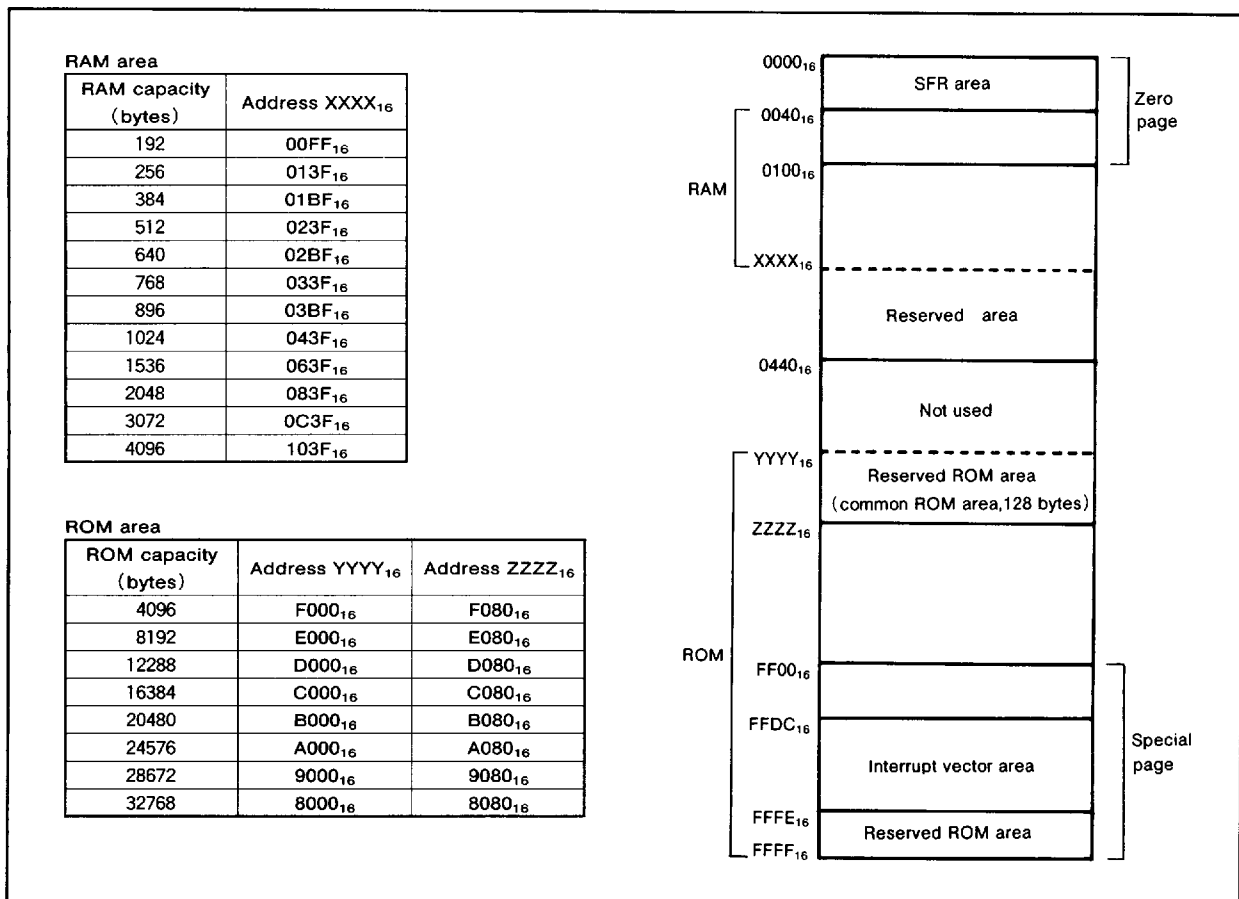 RAM area
RAM capacity (bytes) Address XXXX₁₆
192 00FF₁₆
256 013F₁₆
384 01BF₁₆
512 023F₁₆
640 02BF₁₆
768 033F₁₆
896 03BF₁₆
1024 043F₁₆
1536 063F₁₆
2048 083F₁₆
3072 0C3F₁₆
4096 103F₁₆
ROM area
ROM capacity (bytes) Address YYYY₁₆ Address ZZZZ₁₆
4096 F000₁₆ F080₁₆
8192 E000₁₆ E080₁₆
12288 D000₁₆ D080₁₆
16384 C000₁₆ C080₁₆
20480 B000₁₆ B080₁₆
24576 A000₁₆ A080₁₆
28672 9000₁₆ 9080₁₆
32768 8000₁₆ 8080₁₆
0000₁₆
SFR area
Zero page
0040₁₆
RAM
0100₁₆
XXXX₁₆
Reserved area
0440₁₆
Not used
YYYY₁₆
Reserved ROM area
(common ROM area,128 bytes)
ZZZZ₁₆
ROM
FF00₁₆
FFDC₁₆
Interrupt vector area
Special page
FFFE₁₆
Reserved ROM area
FFFF₁₆